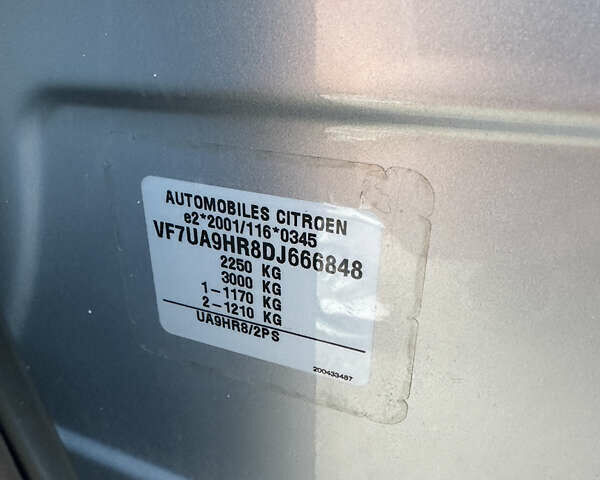 AUTOMOBILES CITROEN
e2*2001/116*0345
VF7UA9HR8DJ666848
2250 KG
3000 KG
1-1170 KG
2-1210 KG
UA9HR8/2PS
200433487